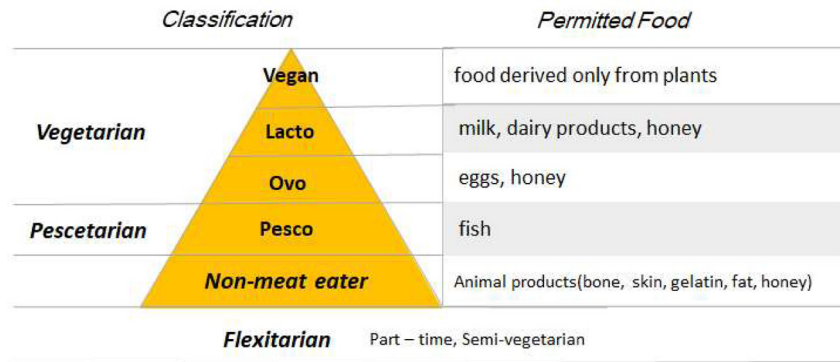 Classification Permitted Food
Vegan food derived only from plants
Vegetarian Lacto milk, dairy products, honey
Ovo eggs, honey
Pescetarian Pesco fish
Non-meat eater Animal products(bone, skin, gelatin, fat, honey)
Flexitarian Part – time, Semi-vegetarian